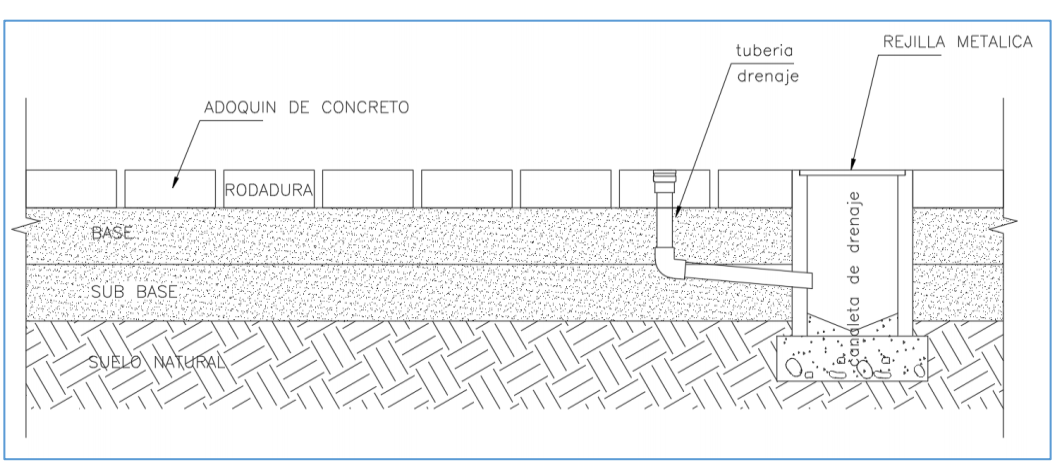 REJILLA METALICA
tuberia
drenaje
ADOQUIN DE CONCRETO
RODADURA
BASE
SUB BASE
SUELO NATURAL
canaleta de drenaje